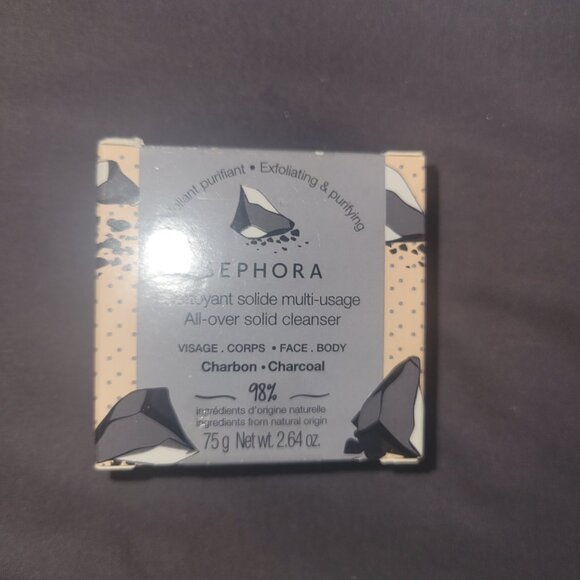 purifiant • Exfoliating & purifying
SEPHORA
solide multi-usage
All-over solid cleanser
VISAGE . CORPS • FACE . BODY
Charbon • Charcoal
98%
ingrédients d'origine naturelle
ingredients from natural origin
75 g Net wt. 2.64 oz.